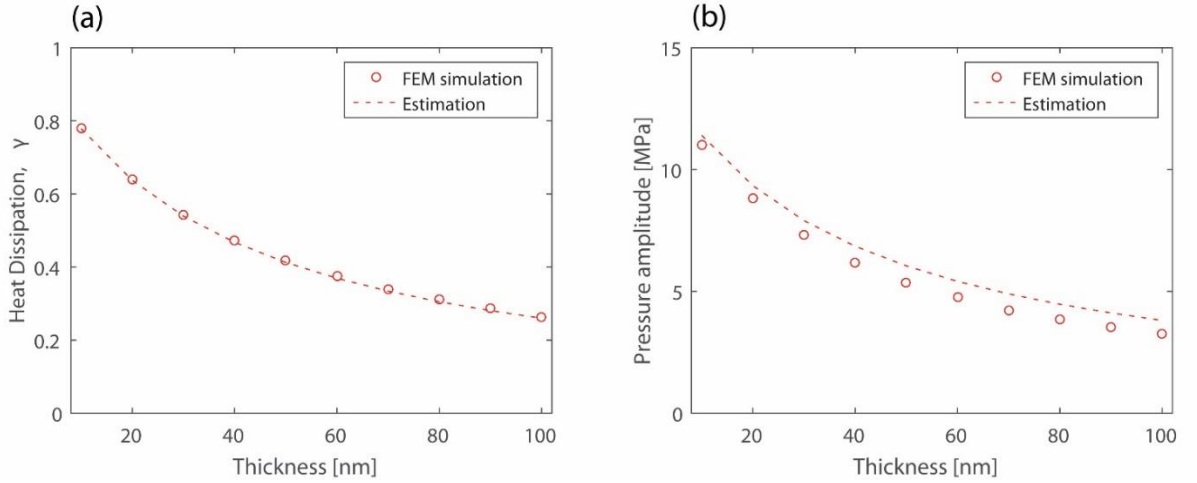 (a)
1
0.8
0.6
0.4
0.2
0
20 40 60 80 100
Heat Dissipation, γ
Thickness [nm]
FEM simulation
Estimation
(b)
15
10
5
0
20 40 60 80 100
Pressure amplitude [MPa]
Thickness [nm]
FEM simulation
Estimation